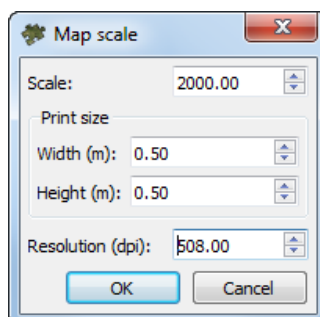 Map scale
Scale: 2000.00
Print size
Width (m): 0.50
Height (m): 0.50
Resolution (dpi): 508.00
OK Cancel